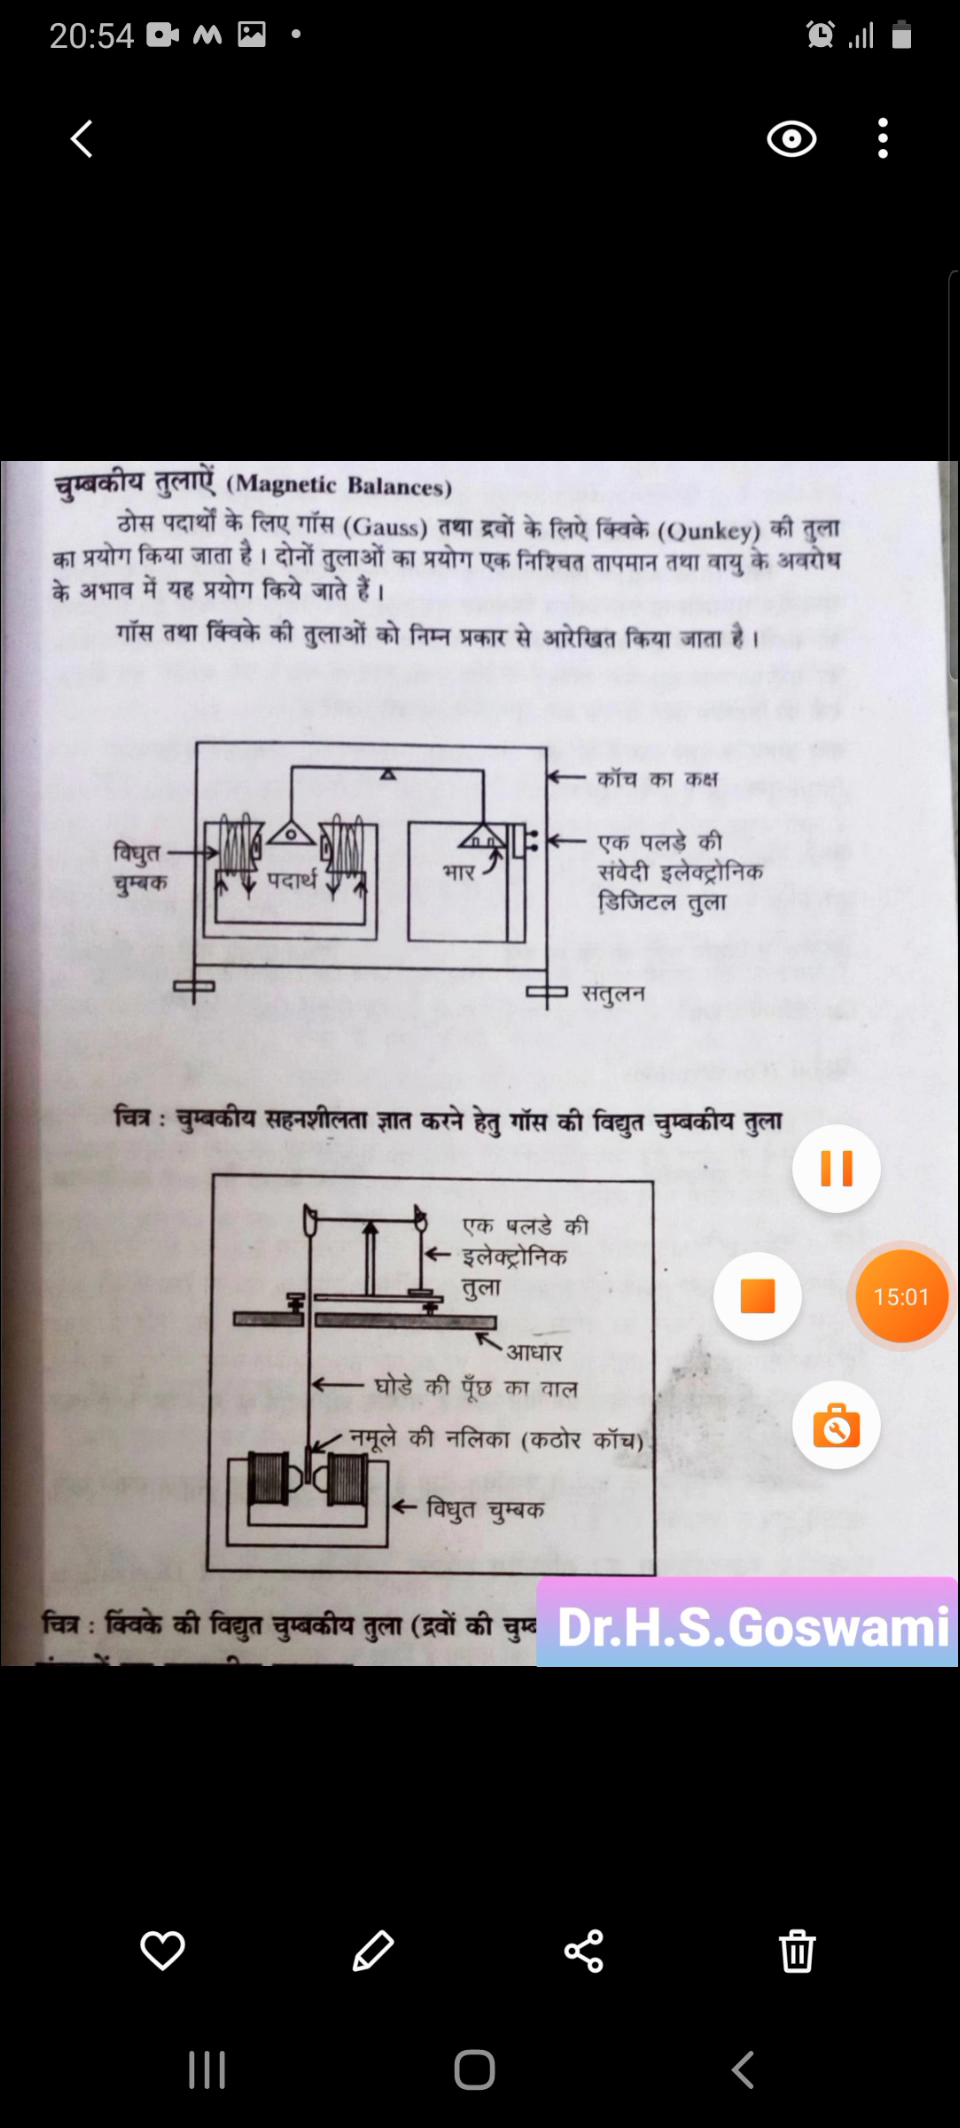 20:54
चुम्बकीय तुलाऐं (Magnetic Balances)
ठोस पदार्थों के लिए गॉस (Gauss) तथा द्रवों के लिऐ क्विंके (Qunkey) की तुला
का प्रयोग किया जाता है। दोनों तुलाओं का प्रयोग एक निश्चित तापमान तथा वायु के अवरोध
के अभाव में यह प्रयोग किये जाते हैं।
गॉस तथा क्विंके की तुलाओं को निम्न प्रकार से आरेखित किया जाता है।
कॉच का कक्ष
विधुत
चुम्बक
पदार्थ
भार
एक पलड़े की
संवेदी इलेक्ट्रोनिक
डिजिटल तुला
संतुलन
चित्र : चुम्बकीय सहनशीलता ज्ञात करने हेतु गॉस की विद्युत चुम्बकीय तुला
एक पलडे की
इलेक्ट्रोनिक
तुला
15:01
आधार
घोडे की पूँछ का वाल
नमूले की नलिका (कठोर कॉच)
विधुत चुम्बक
चित्र : क्विंके की विद्युत चुम्बकीय तुला (द्रवों की चुम्ब
Dr.H.S.Goswami